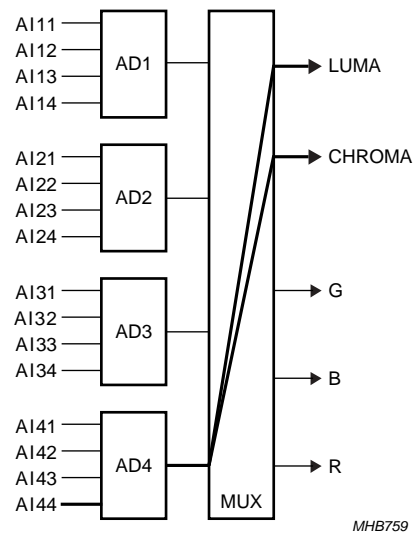 AI11
AI12
AI13
AI14
AD1
AI21
AI22
AI23
AI24
AD2
AI31
AI32
AI33
AI34
AD3
AI41
AI42
AI43
AI44
AD4
MUX
LUMA
CHROMA
G
B
R
MHB759